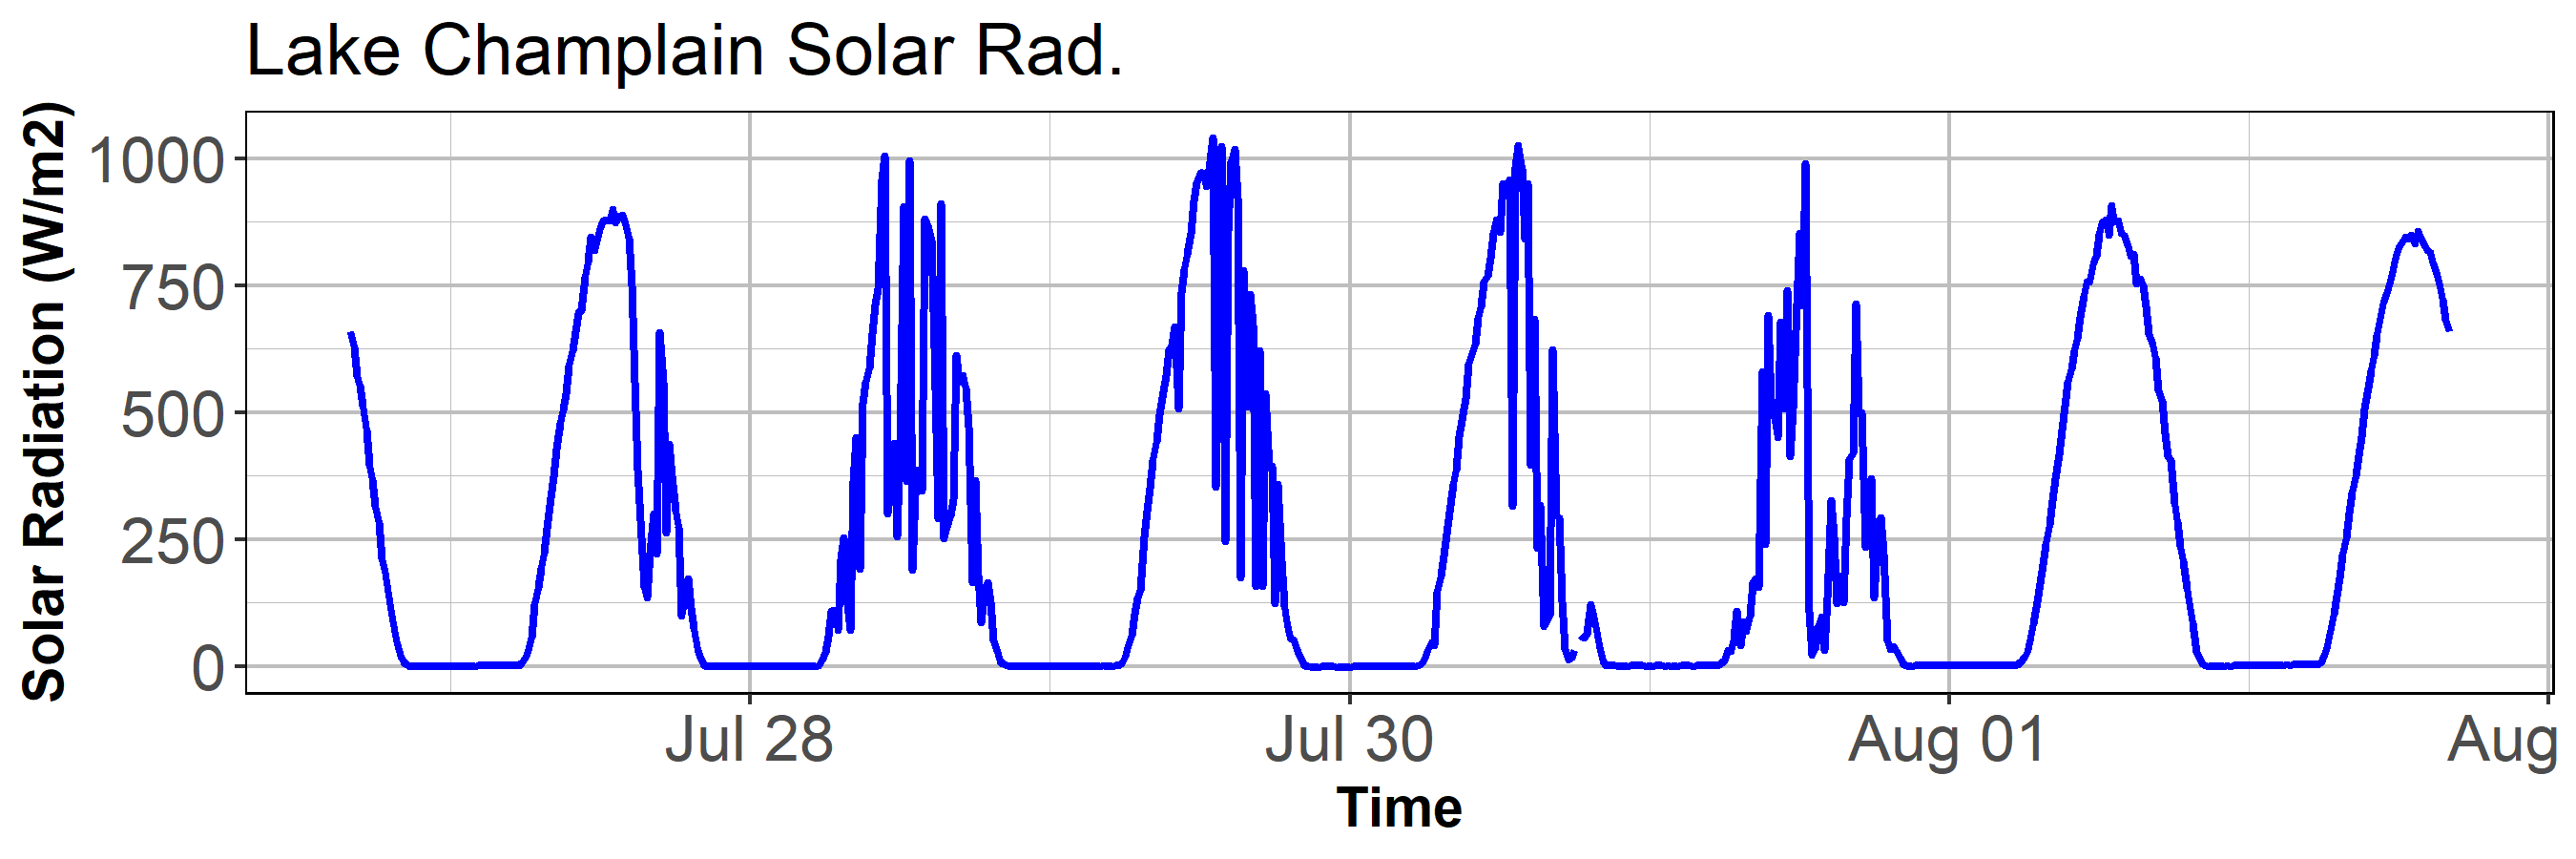 Lake Champlain Solar Rad.
Solar Radiation (W/m2)
1000
750
500
250
0
Jul 28
Jul 30
Aug 01
Aug
Time